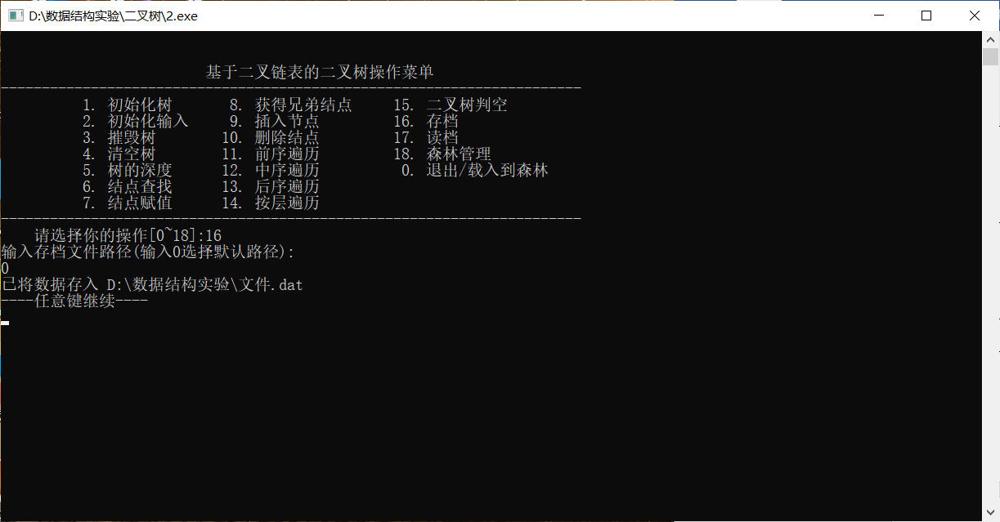 D:\数据结构实验\二叉树\2.exe
基于二叉链表的二叉树操作菜单
-----------------------------------------------------------------------
1. 初始化树 8. 获得兄弟结点 15. 二叉树判空
2. 初始化输入 9. 插入节点 16. 存档
3. 摧毁树 10. 删除结点 17. 读档
4. 清空树 11. 前序遍历 18. 森林管理
5. 树的深度 12. 中序遍历 0. 退出/载入到森林
6. 结点查找 13. 后序遍历
7. 结点赋值 14. 按层遍历
-----------------------------------------------------------------------
请选择你的操作[0~18]:16
输入存档文件路径(输入0选择默认路径):
0
已将数据存入 D:\数据结构实验\文件.dat
----任意键继续----